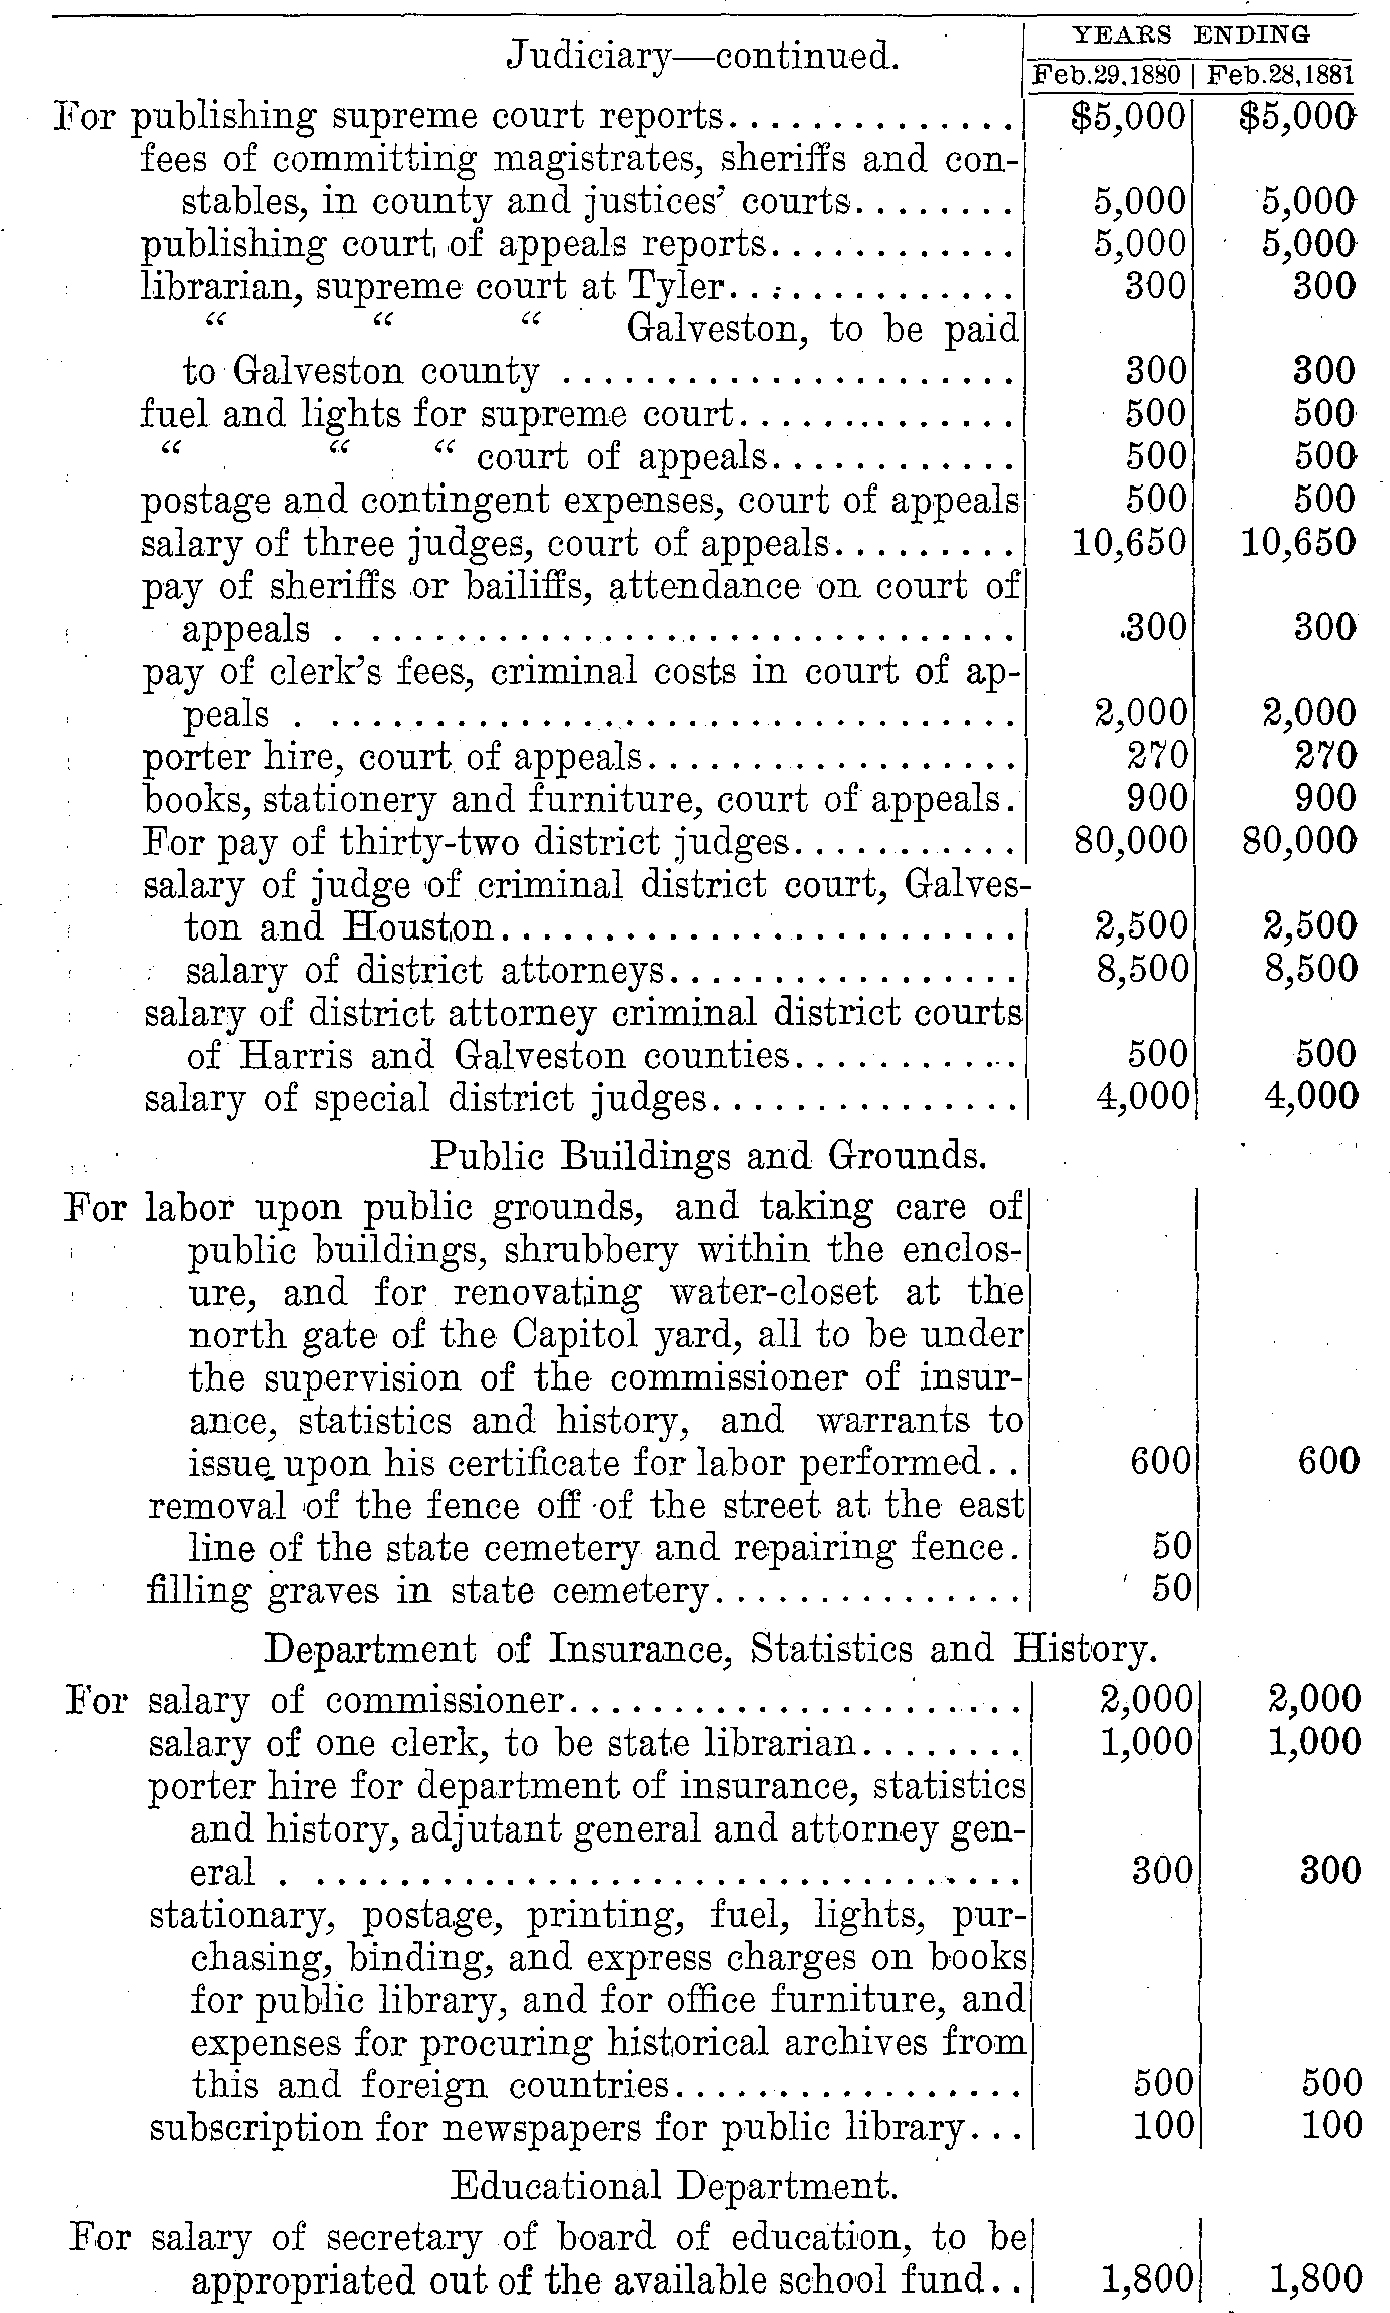 Judiciary—continued. YEARS ENDING
Feb.29,1880 Feb.28,1881
For publishing supreme court reports.............. $5,000 $5,000
fees of committing magistrates, sheriffs and con-
stables, in county and justices' courts........ 5,000 5,000
publishing court of appeals reports............ 5,000 5,000
librarian, supreme court at Tyler.............. 300 300
“ “ “ Galveston, to be paid
to Galveston county ...................... 300 300
fuel and lights for supreme court.............. 500 500
“ “ “ court of appeals............ 500 500
postage and contingent expenses, court of appeals 500 500
salary of three judges, court of appeals......... 10,650 10,650
pay of sheriffs or bailiffs, attendance on court of
appeals . ............................... 300 300
pay of clerk's fees, criminal costs in court of ap-
peals . ................................. 2,000 2,000
porter hire, court of appeals.................. 270 270
books, stationery and furniture, court of appeals. 900 900
For pay of thirty-two district judges........... 80,000 80,000
salary of judge of criminal district court, Galves-
ton and Houston......................... 2,500 2,500
salary of district attorneys................. 8,500 8,500
salary of district attorney criminal district courts
of Harris and Galveston counties........... 500 500
salary of special district judges............... 4,000 4,000
Public Buildings and Grounds.
For labor upon public grounds, and taking care of
public buildings, shrubbery within the enclos-
ure, and for renovating water-closet at the
north gate of the Capitol yard, all to be under
the supervision of the commissioner of insur-
ance, statistics and history, and warrants to
issue upon his certificate for labor performed.. 600 600
removal of the fence off of the street at the east
line of the state cemetery and repairing fence. 50
filling graves in state cemetery............... 50
Department of Insurance, Statistics and History.
For salary of commissioner...................... 2,000 2,000
salary of one clerk, to be state librarian........ 1,000 1,000
porter hire for department of insurance, statistics
and history, adjutant general and attorney gen-
eral . .................................. 300 300
stationary, postage, printing, fuel, lights, pur-
chasing, binding, and express charges on books
for public library, and for office furniture, and
expenses for procuring historical archives from
this and foreign countries................. 500 500
subscription for newspapers for public library... 100 100
Educational Department.
For salary of secretary of board of education, to be
appropriated out of the available school fund.. 1,800 1,800